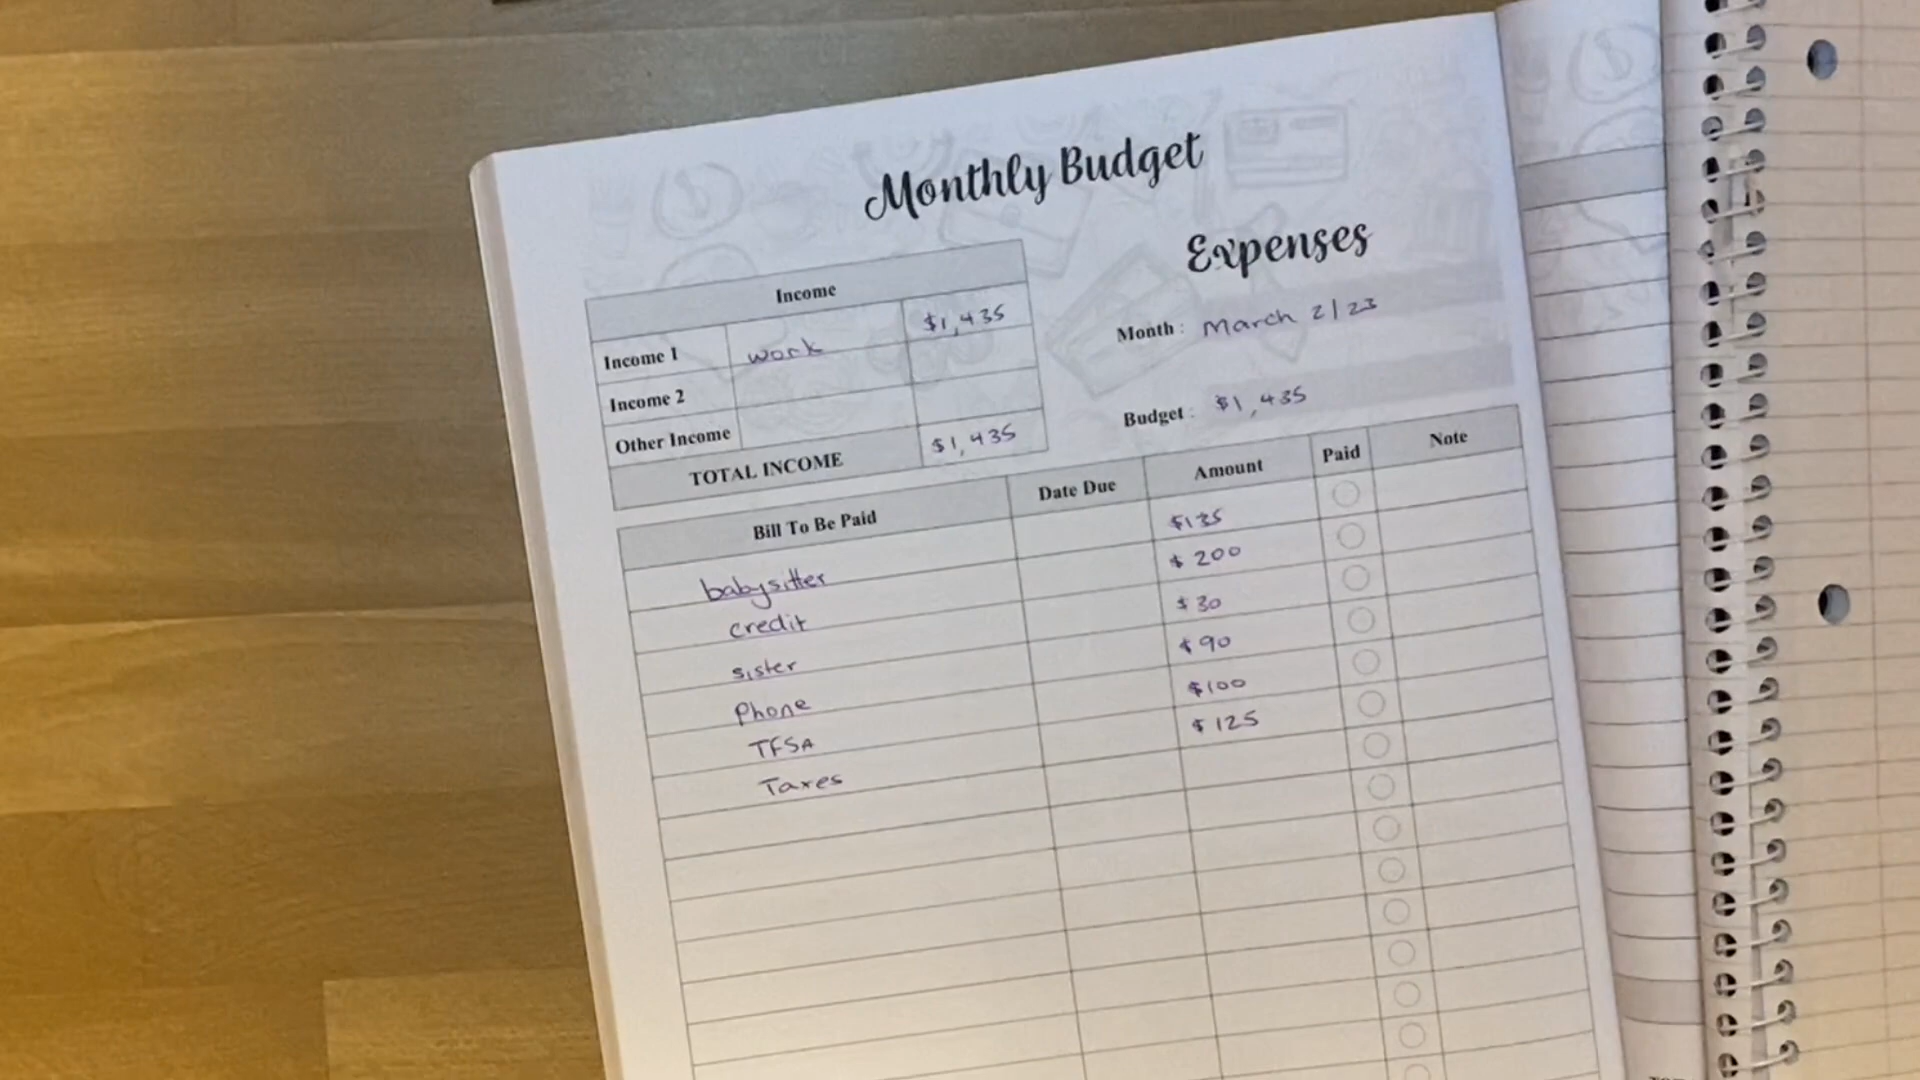 Monthly Budget
Expenses
Income
Income 1 work $1,435
Income 2
Other Income
TOTAL INCOME $1,435
Month : March 2/23
Budget : $1,435
Bill To Be Paid Date Due Amount Paid Note
babysitter $135
credit $200
sister $30
Phone $90
TFSA $100
Taxes $125